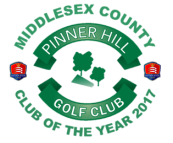 MIDDLESEX COUNTY
PINNER HILL
GOLF CLUB
CLUB OF THE YEAR 2017